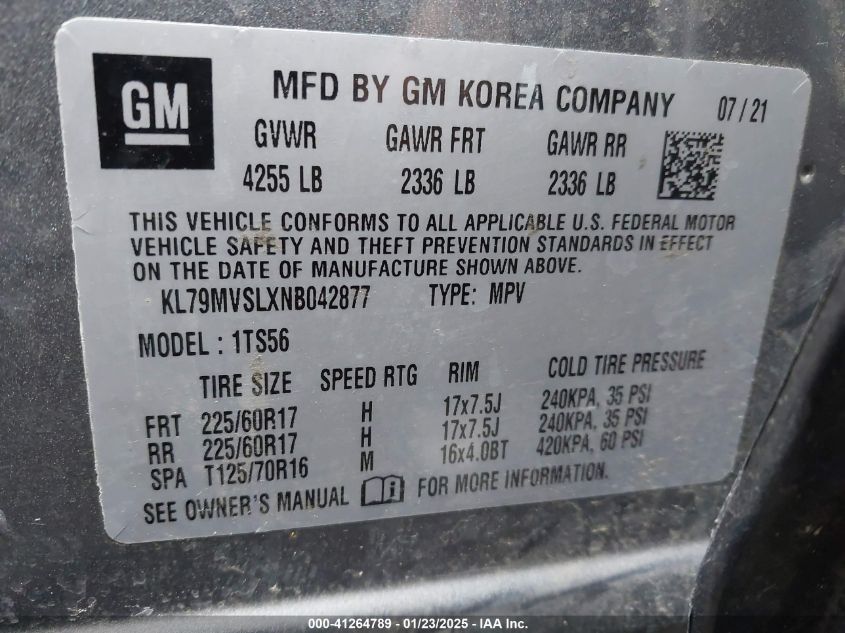 GM
MFD BY GM KOREA COMPANY 07/21
GVWR GAWR FRT GAWR RR
4255 LB 2336 LB 2336 LB
THIS VEHICLE CONFORMS TO ALL APPLICABLE U.S. FEDERAL MOTOR
VEHICLE SAFETY AND THEFT PREVENTION STANDARDS IN EFFECT
ON THE DATE OF MANUFACTURE SHOWN ABOVE.
KL79MVSLXNB042877 TYPE: MPV
MODEL : 1TS56
TIRE SIZE SPEED RTG RIM COLD TIRE PRESSURE
FRT 225/60R17 H 17x7.5J 240KPA, 35 PSI
RR 225/60R17 H 17x7.5J 240KPA, 35 PSI
SPA T125/70R16 M 16x4.0BT 420KPA, 60 PSI
SEE OWNER'S MANUAL FOR MORE INFORMATION.
000-41264789 — 01/23/2025 — IAA Inc.